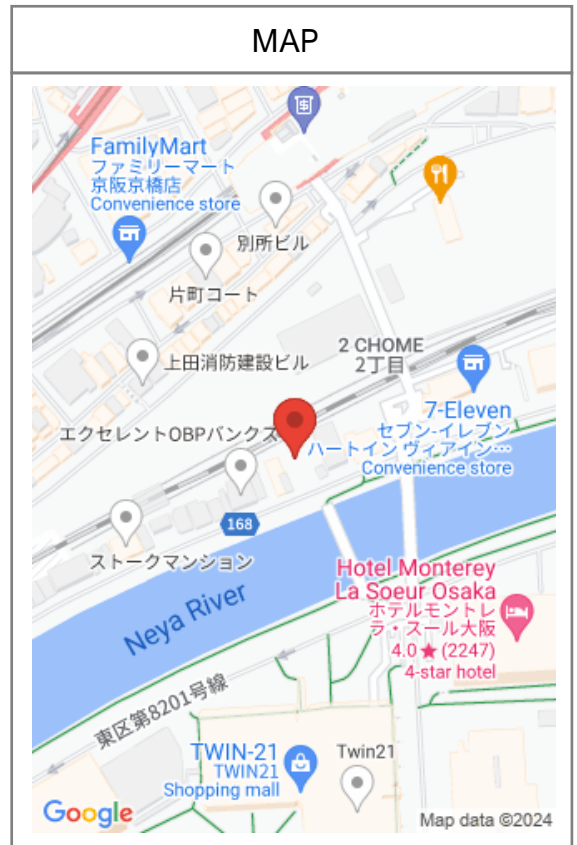 MAP
FamilyMart
ファミリーマート
京阪京橋店
Convenience store
別所ビル
片町コート
上田消防建設ビル
2 CHOME
2丁目
エクセレントOBPバンクス
7-Eleven
セブン-イレブン
ハートイン ヴィアイン…
Convenience store
168
ストークマンション
Neya River
Hotel Monterey
La Soeur Osaka
ホテルモントレ
ラ・スール大阪
4.0★(2247)
4-star hotel
東区第8201号線
TWIN-21
TWIN21
Shopping mall
Twin21
Google
Map data ©2024